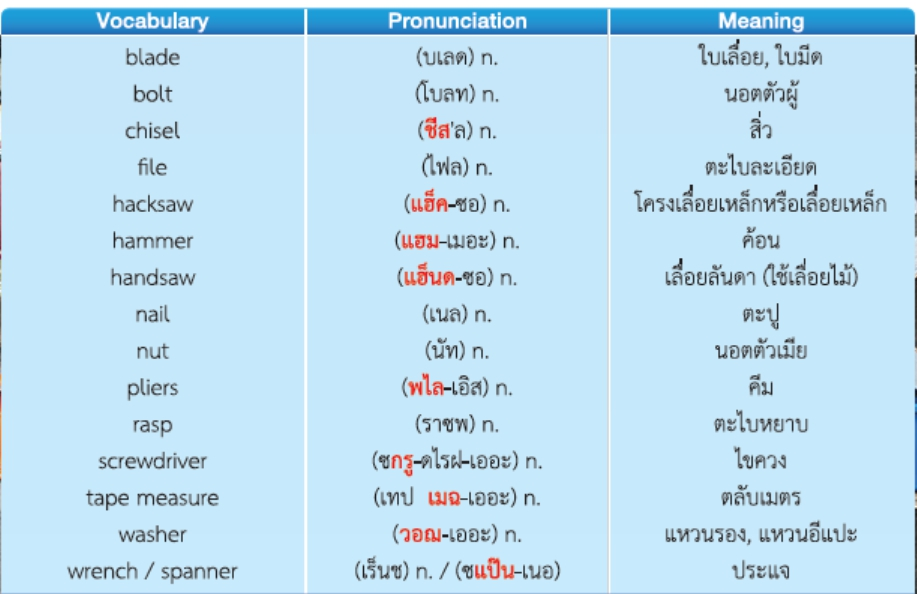 Vocabulary Pronunciation Meaning
blade (บเลด) n. ใบเลื่อย, ใบมีด
bolt (โบลท) n. นอตตัวผู้
chisel (ชีส'ล) n. สิ่ว
file (ไฟล) n. ตะไบละเอียด
hacksaw (แฮ็ค-ซอ) n. โครงเลื่อยเหล็กหรือเลื่อยเหล็ก
hammer (แฮม-เมอะ) n. ค้อน
handsaw (แฮ็นด-ซอ) n. เลื่อยลันดา (ใช้เลื่อยไม้)
nail (เนล) n. ตะปู
nut (นัท) n. นอตตัวเมีย
pliers (พไล-เอิส) n. คีม
rasp (ราซพ) n. ตะไบหยาบ
screwdriver (ซกรู-ดไรฝ-เออะ) n. ไขควง
tape measure (เทป เมฉ-เออะ) n. ตลับเมตร
washer (วอฌ-เออะ) n. แหวนรอง, แหวนอีแปะ
wrench / spanner (เร็นช) n. / (ซแป๊น-เนอ) ประแจ